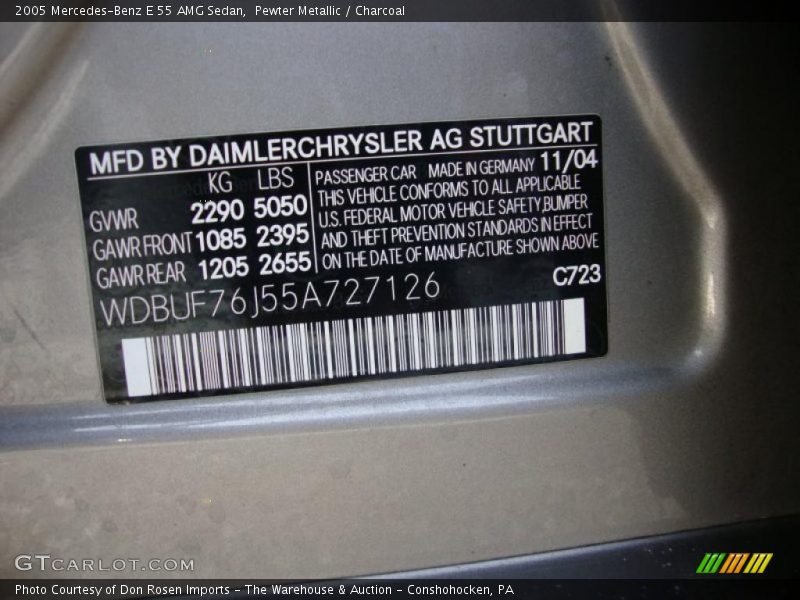 2005 Mercedes-Benz E 55 AMG Sedan,  Pewter Metallic / Charcoal
MFD BY DAIMLERCHRYSLER AG STUTTGART
KG LBS
GVWR 2290 5050
GAWR FRONT 1085 2395
GAWR REAR 1205 2655
PASSENGER CAR MADE IN GERMANY 11/04
THIS VEHICLE CONFORMS TO ALL APPLICABLE
U.S. FEDERAL MOTOR VEHICLE SAFETY, BUMPER
AND THEFT PREVENTION STANDARDS IN EFFECT
ON THE DATE OF MANUFACTURE SHOWN ABOVE
WDBUF76J55A727126
C723
GTCARLOT.COM
Photo Courtesy of Don Rosen Imports - The Warehouse & Auction - Conshohocken, PA